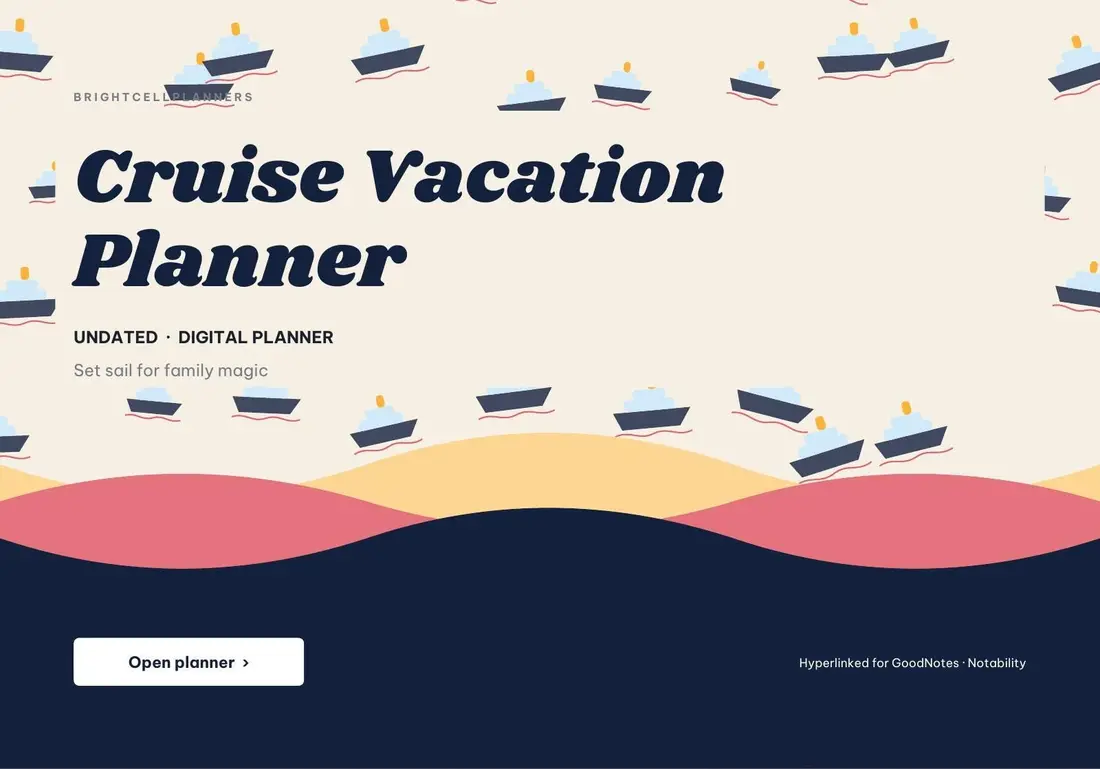 BRIGHTCELLPLANNERS
Cruise Vacation
Planner
UNDATED · DIGITAL PLANNER
Set sail for family magic
Open planner ›
Hyperlinked for GoodNotes · Notability